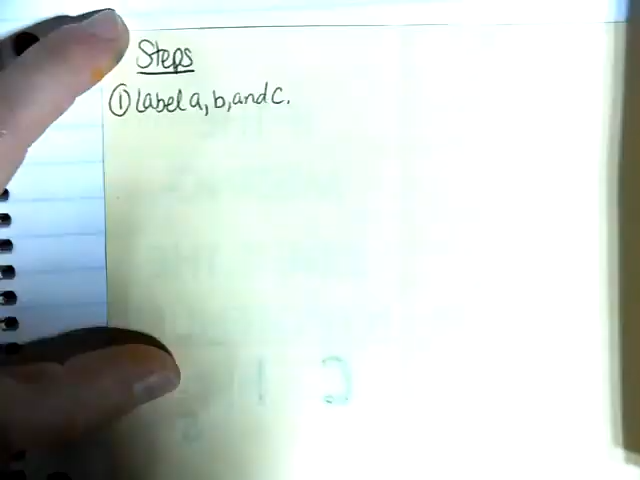 Steps
① Label a, b, and c.